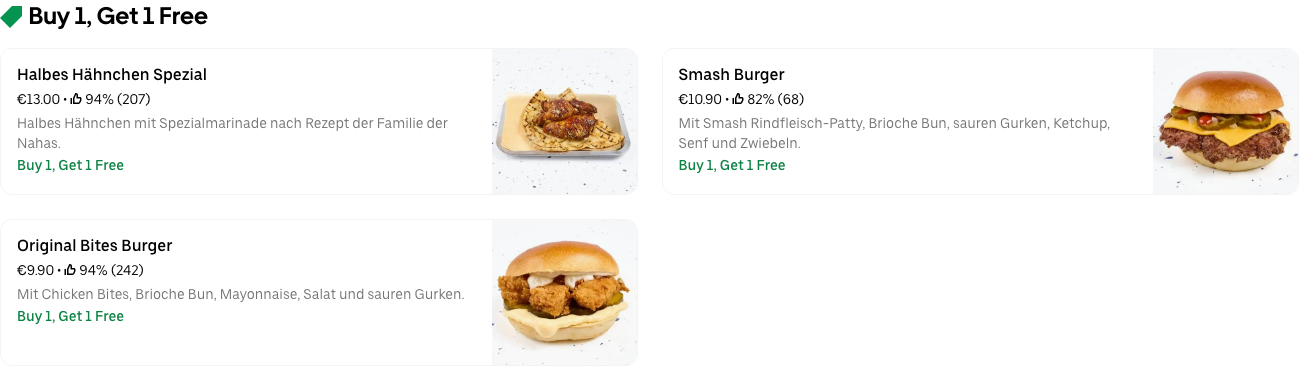 Buy 1, Get 1 Free
Halbes Hähnchen Spezial
€13.00 • 94% (207)
Halbes Hähnchen mit Spezialmarinade nach Rezept der Familie der
Nahas.
Buy 1, Get 1 Free
Smash Burger
€10.90 • 82% (68)
Mit Smash Rindfleisch-Patty, Brioche Bun, sauren Gurken, Ketchup,
Senf und Zwiebeln.
Buy 1, Get 1 Free
Original Bites Burger
€9.90 • 94% (242)
Mit Chicken Bites, Brioche Bun, Mayonnaise, Salat und sauren Gurken.
Buy 1, Get 1 Free